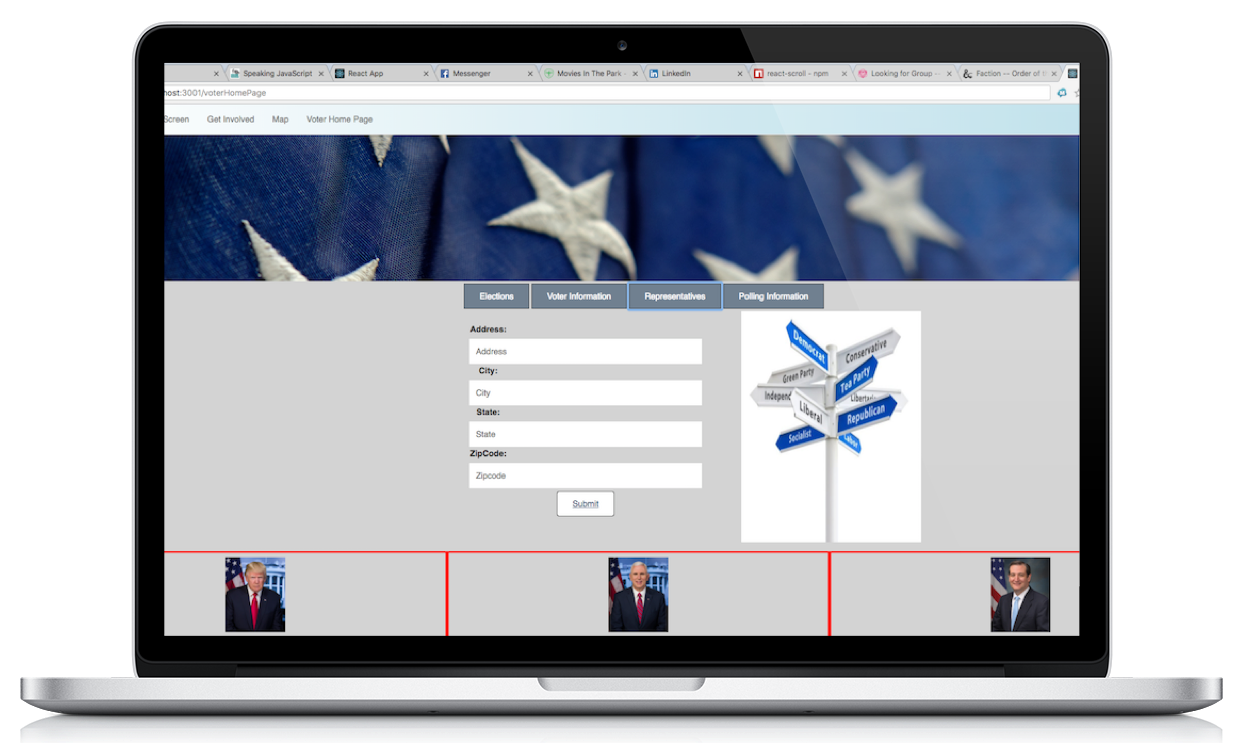 Speaking JavaScript
React App
Messenger
Movies In The Park -
LinkedIn
react-scroll - npm
Looking for Group --
Faction -- Order of t
host:3001/voterHomePage
Screen Get Involved Map Voter Home Page
Elections Voter Information Representatives Polling Information
Address:
Address
City:
City
State:
State
ZipCode:
Zipcode
Submit
Democrat
Conservative
Green Party
Tea Party
Independ
Libertari
Liberal
Republican
Socialist
Labor